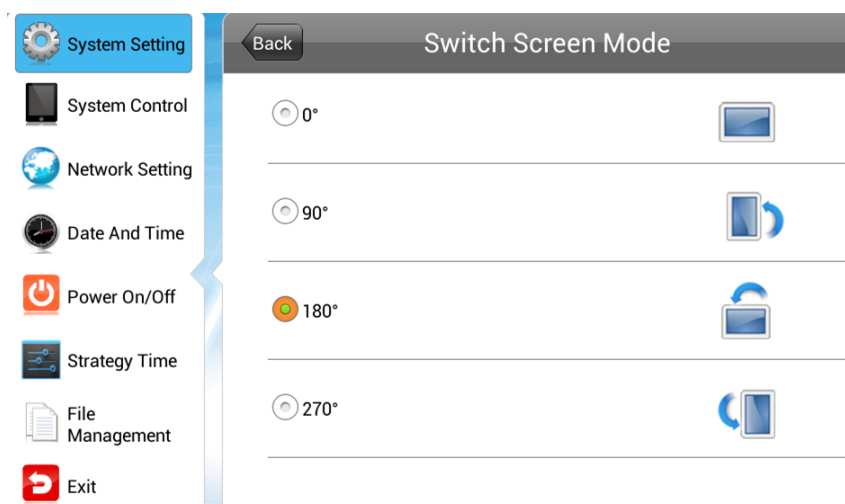 System Setting
System Control
Network Setting
Date And Time
Power On/Off
Strategy Time
File
Management
Exit
Back
Switch Screen Mode
0°
90°
180°
270°